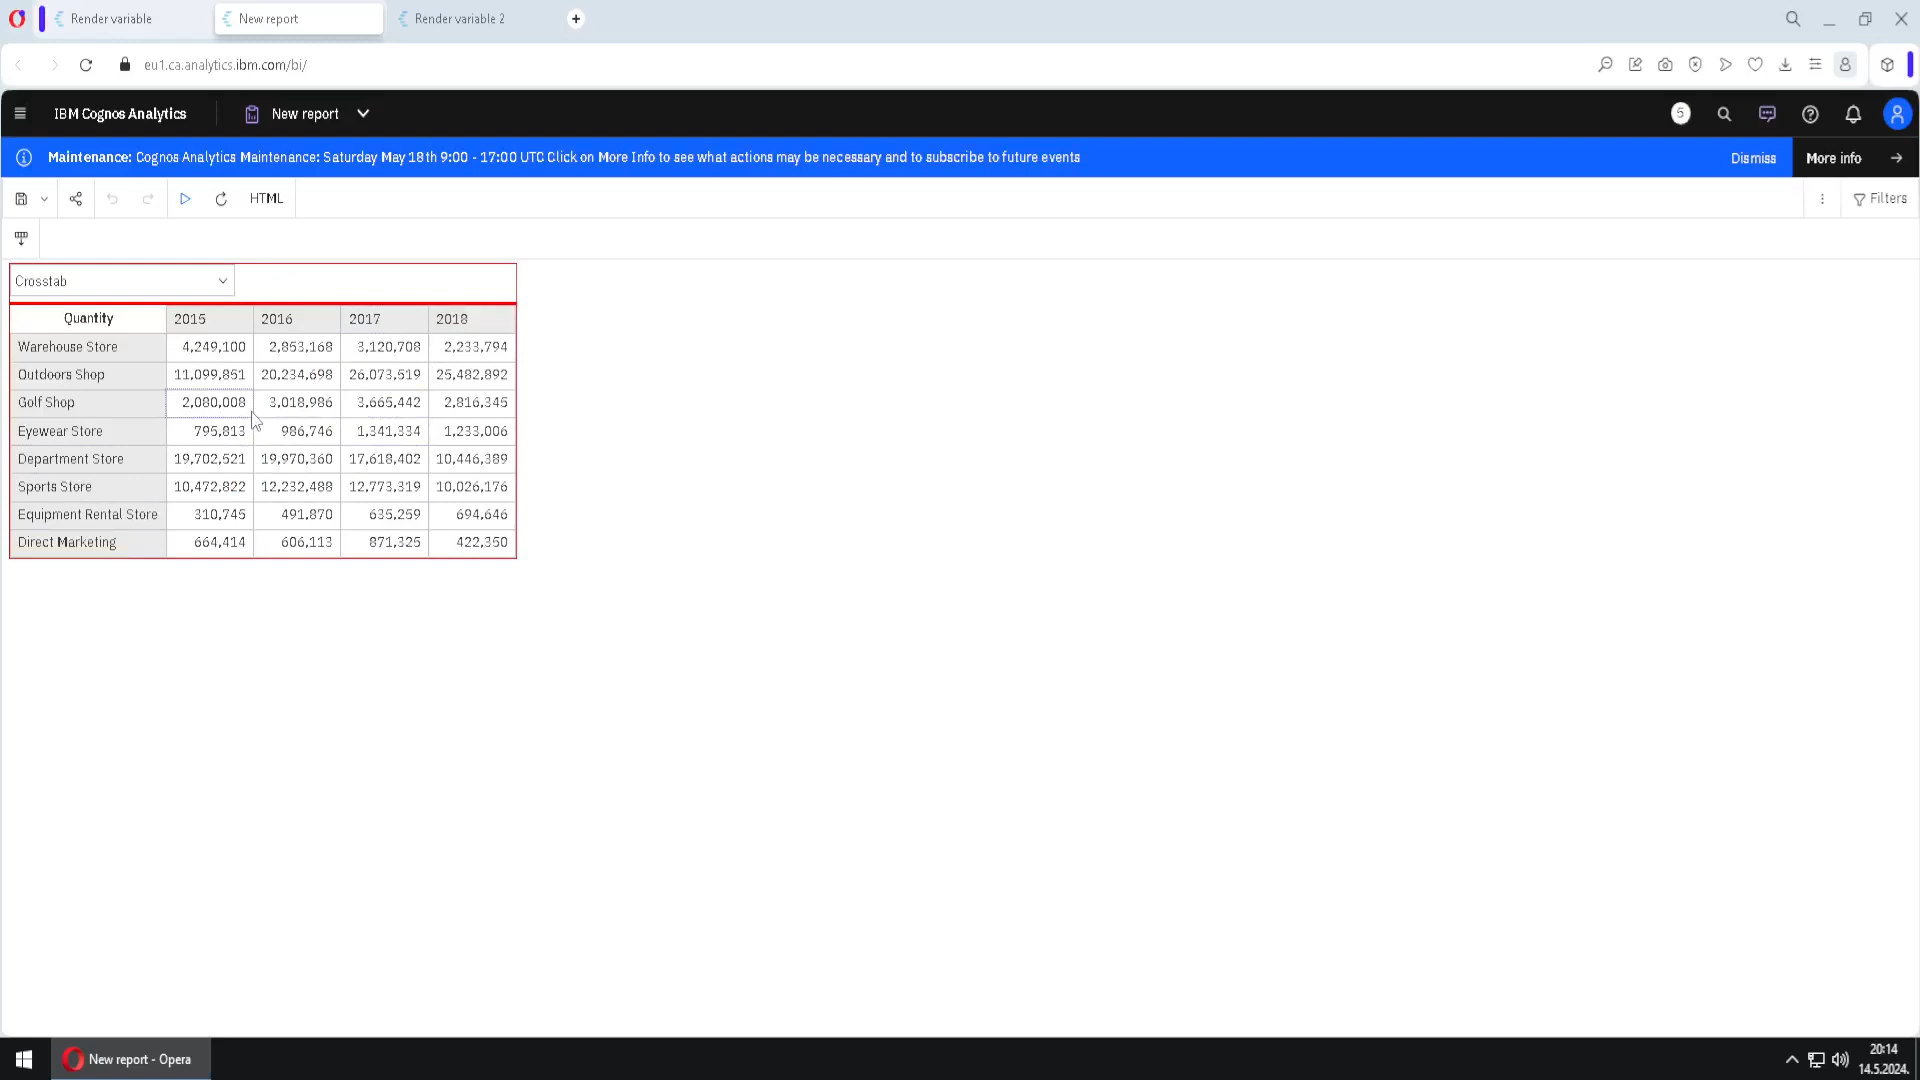 Render variable
New report
Render variable 2
eu1.ca.analytics.ibm.com/bi/
IBM Cognos Analytics
New report
5
Maintenance: Cognos Analytics Maintenance: Saturday May 18th 9:00 - 17:00 UTC Click on More Info to see what actions may be necessary and to subscribe to future events
Dismiss
More info
HTML
Filters
Crosstab
Quantity 2015 2016 2017 2018
Warehouse Store 4,249,100 2,853,168 3,120,708 2,233,794
Outdoors Shop 11,099,851 20,234,698 26,073,519 25,482,892
Golf Shop 2,080,008 3,018,986 3,665,442 2,816,345
Eyewear Store 795,813 986,746 1,341,334 1,233,006
Department Store 19,702,521 19,970,360 17,618,402 10,446,389
Sports Store 10,472,822 12,232,488 12,773,319 10,026,176
Equipment Rental Store 310,745 491,870 635,259 694,646
Direct Marketing 664,414 606,113 871,325 422,350
New report - Opera
20:14
14.5.2024.